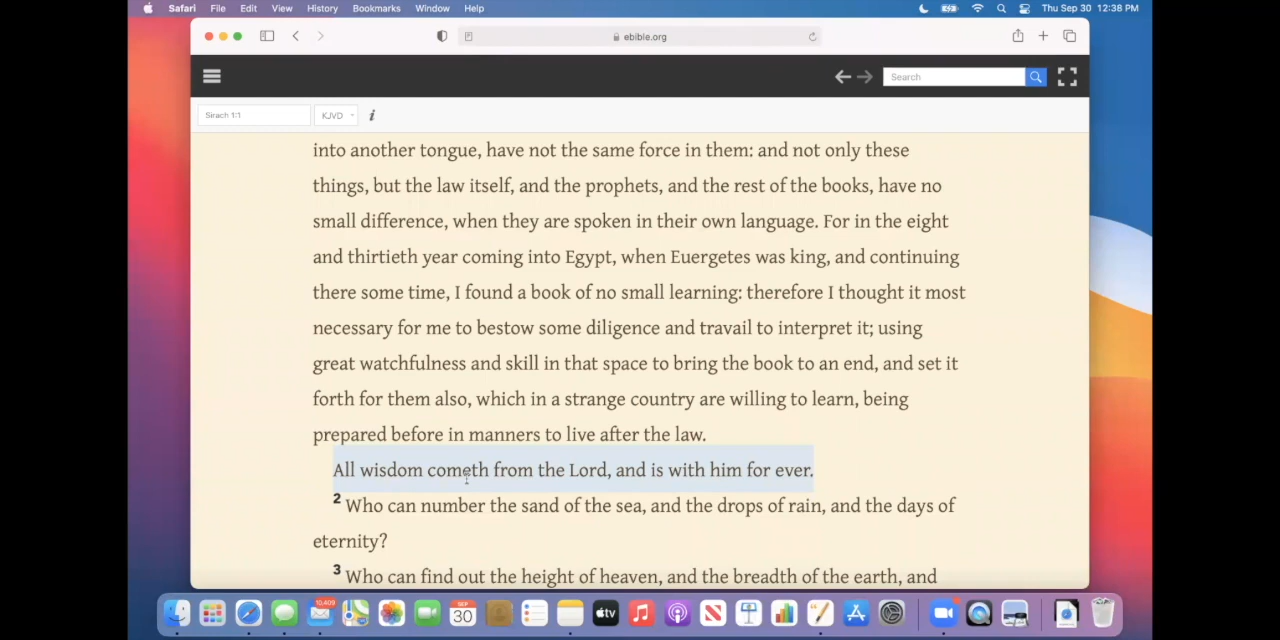 Safari File Edit View History Bookmarks Window Help Thu Sep 30 12:38 PM
ebible.org
Search
Sirach 1:1 KJVD i
into another tongue, have not the same force in them: and not only these
things, but the law itself, and the prophets, and the rest of the books, have no
small difference, when they are spoken in their own language. For in the eight
and thirtieth year coming into Egypt, when Euergetes was king, and continuing
there some time, I found a book of no small learning: therefore I thought it most
necessary for me to bestow some diligence and travail to interpret it; using
great watchfulness and skill in that space to bring the book to an end, and set it
forth for them also, which in a strange country are willing to learn, being
prepared before in manners to live after the law.
All wisdom cometh from the Lord, and is with him for ever.
2 Who can number the sand of the sea, and the drops of rain, and the days of
eternity?
3 Who can find out the height of heaven, and the breadth of the earth, and
10,409 SEP 30 tv